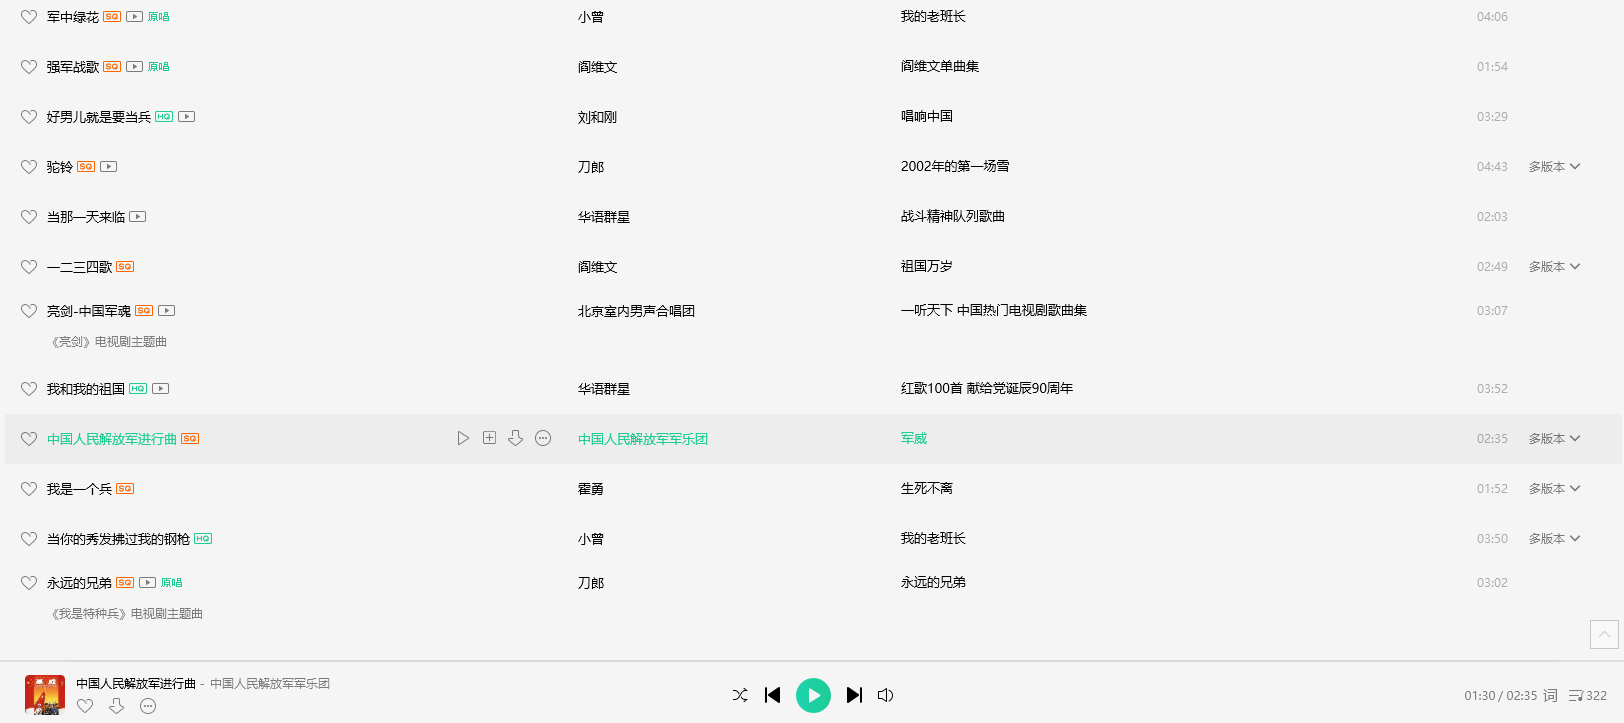 军中绿花 SQ 原唱 小曾 我的老班长 04:06
强军战歌 SQ 原唱 阎维文 阎维文单曲集 01:54
好男儿就是要当兵 HQ 刘和刚 唱响中国 03:29
驼铃 SQ 刀郎 2002年的第一场雪 04:43 多版本
当那一天来临 华语群星 战斗精神队列歌曲 02:03
一二三四歌 SQ 阎维文 祖国万岁 02:49 多版本
亮剑-中国军魂 SQ 北京室内男声合唱团 一听天下 中国热门电视剧歌曲集 03:07
《亮剑》电视剧主题曲
我和我的祖国 HQ 华语群星 红歌100首 献给党诞辰90周年 03:52
中国人民解放军进行曲 SQ 中国人民解放军军乐团 军威 02:35 多版本
我是一个兵 SQ 霍勇 生死不离 01:52 多版本
当你的秀发拂过我的钢枪 HQ 小曾 我的老班长 03:50 多版本
永远的兄弟 SQ 原唱 刀郎 永远的兄弟 03:02
《我是特种兵》电视剧主题曲
中国人民解放军进行曲 - 中国人民解放军军乐团
01:30 / 02:35 词 322